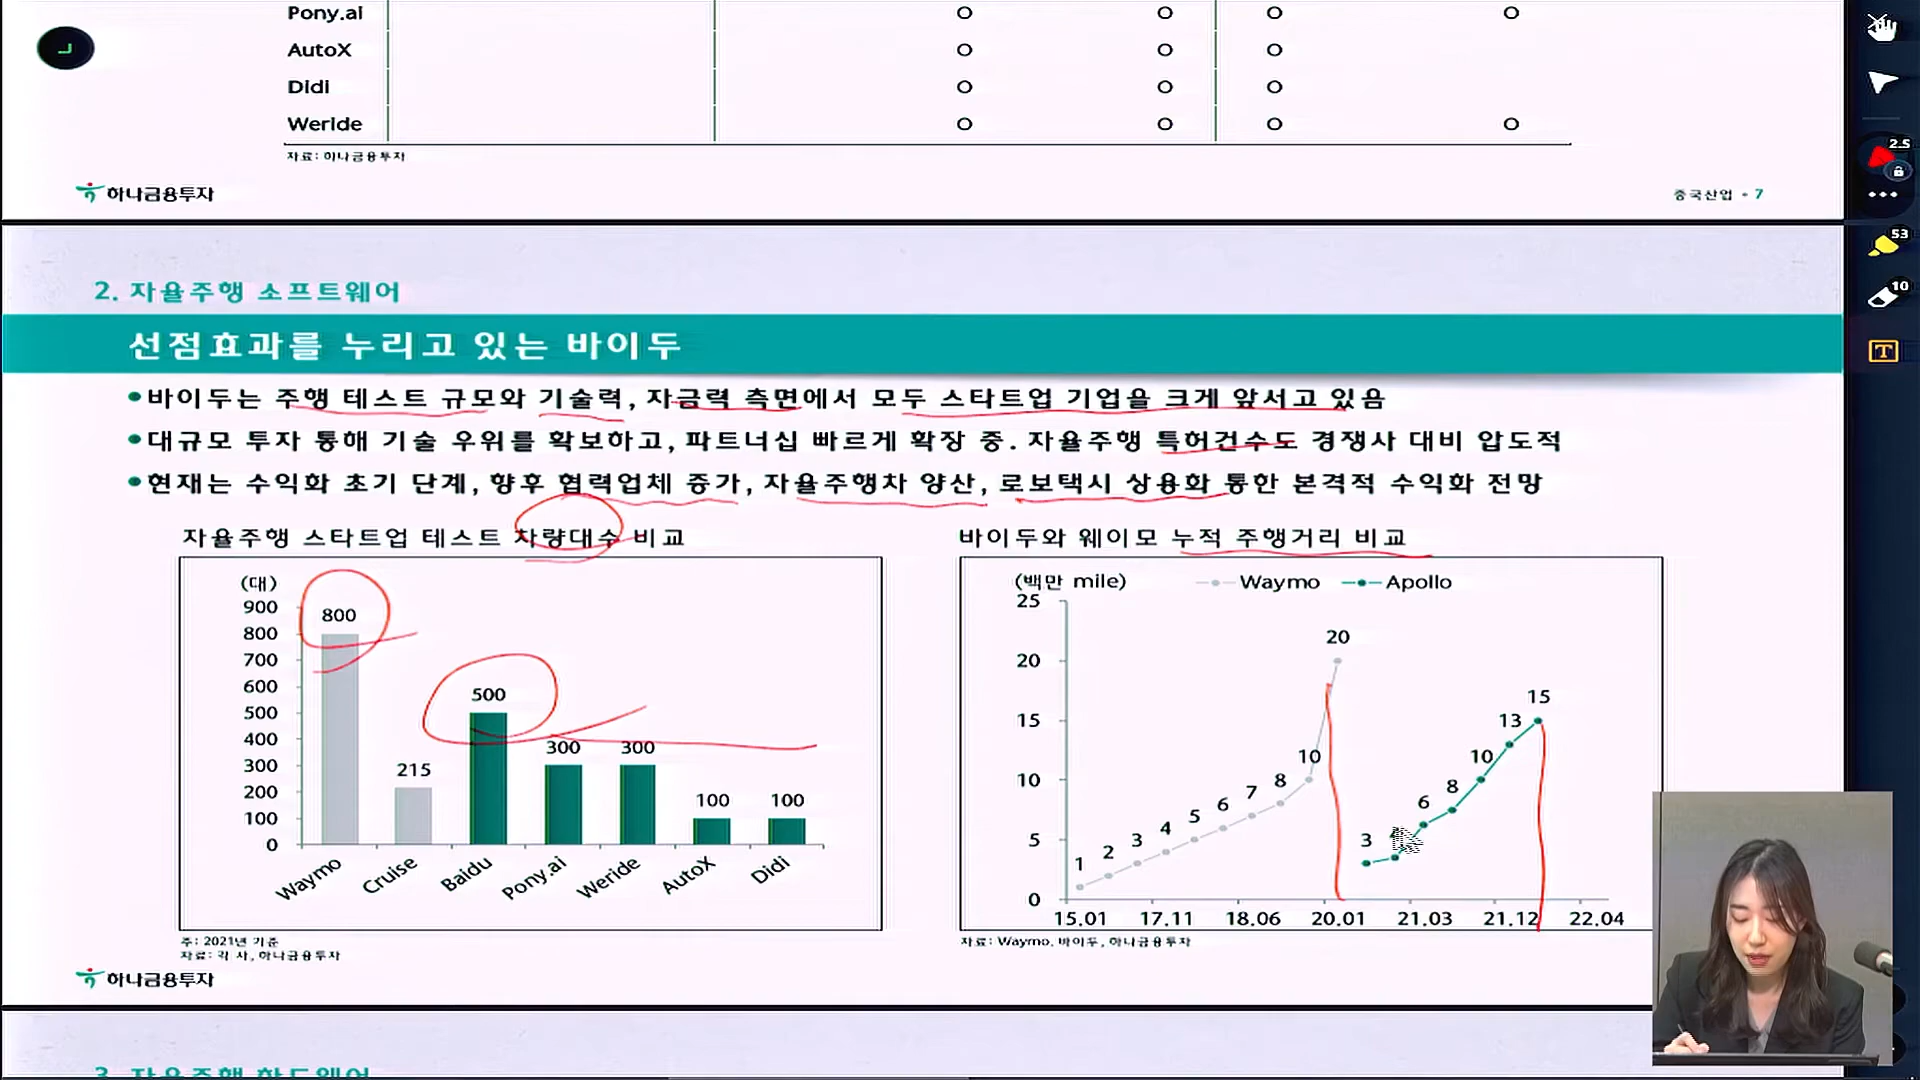 Pony.ai O O O O
AutoX O O O
Didi O O O
Weride O O O O
자료: 하나금융투자
하나금융투자
중국산업 • 7
2.5
53
10
T
2. 자율주행 소프트웨어
선점효과를 누리고 있는 바이두
•바이두는 주행 테스트 규모와 기술력, 자금력 측면에서 모두 스타트업 기업을 크게 앞서고 있음
•대규모 투자 통해 기술 우위를 확보하고, 파트너십 빠르게 확장 중. 자율주행 특허건수도 경쟁사 대비 압도적
•현재는 수익화 초기 단계, 향후 협력업체 증가, 자율주행차 양산, 로보택시 상용화 통한 본격적 수익화 전망
자율주행 스타트업 테스트 차량대수 비교
(대)
900
800
700
600
500
400
300
200
100
0
800
215
500
300
300
100
100
Waymo
Cruise
Baidu
Pony.ai
Weride
AutoX
Didi
주: 2021년 기준
자료: 각 사, 하나금융투자
하나금융투자
바이두와 웨이모 누적 주행거리 비교
(백만 mile)
Waymo
Apollo
25
20
15
10
5
0
1
2
3
4
5
6
7
8
10
20
3
6
8
10
13
15
15.01
17.11
18.06
20.01
21.03
21.12
22.04
자료: Waymo, 바이두, 하나금융투자
3. 자율주행 하드웨어